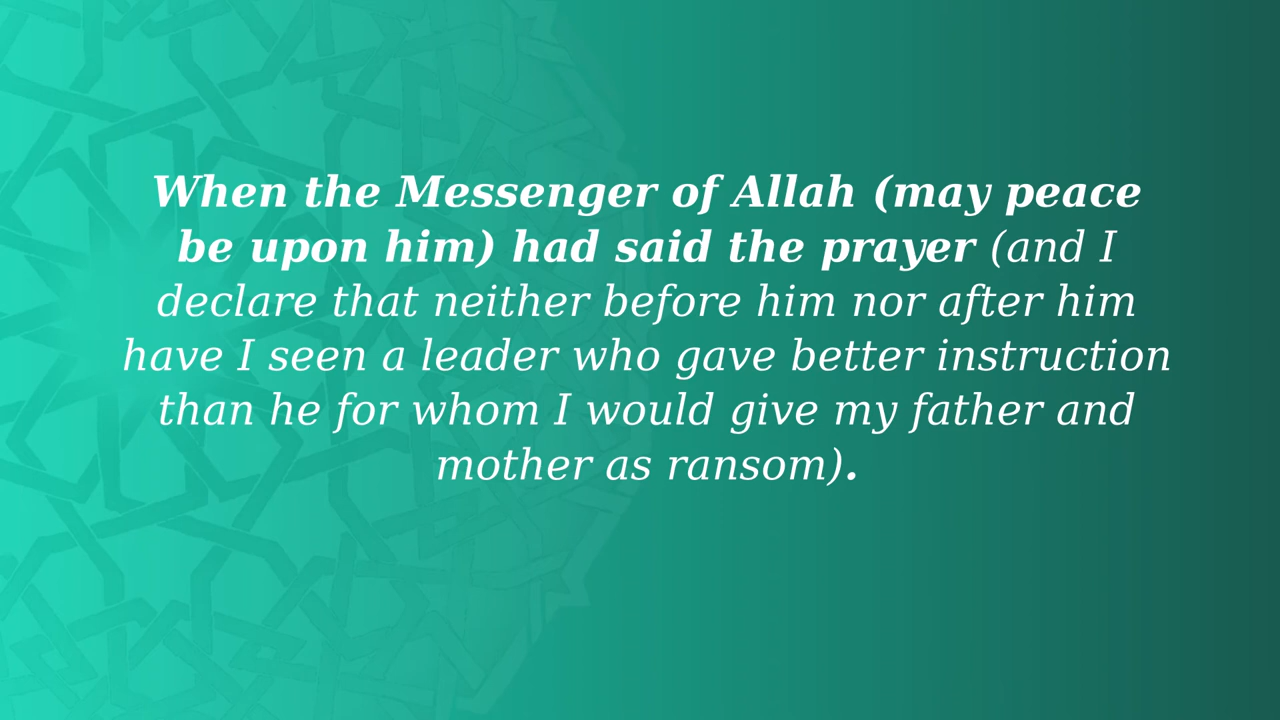 When the Messenger of Allah (may peace
be upon him) had said the prayer (and I
declare that neither before him nor after him
have I seen a leader who gave better instruction
than he for whom I would give my father and
mother as ransom).